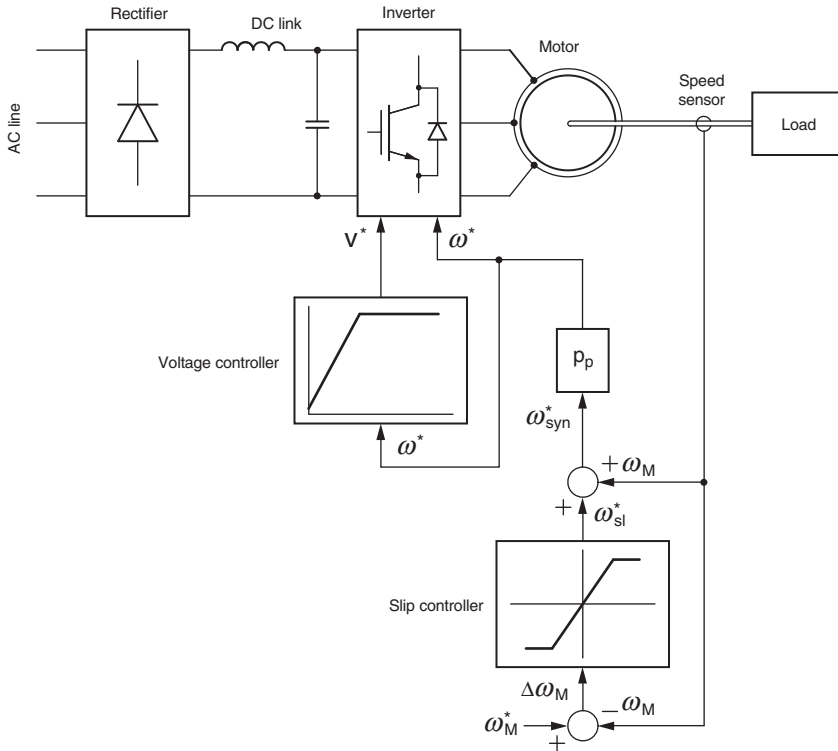 Rectifier
DC link
Inverter
Motor
Speed
sensor
Load
AC line
v*
ω*
Voltage controller
p_p
ω*_syn
ω*
+ ω_M
+
ω*_sl
Slip controller
Δω_M
ω*_M
+
− ω_M